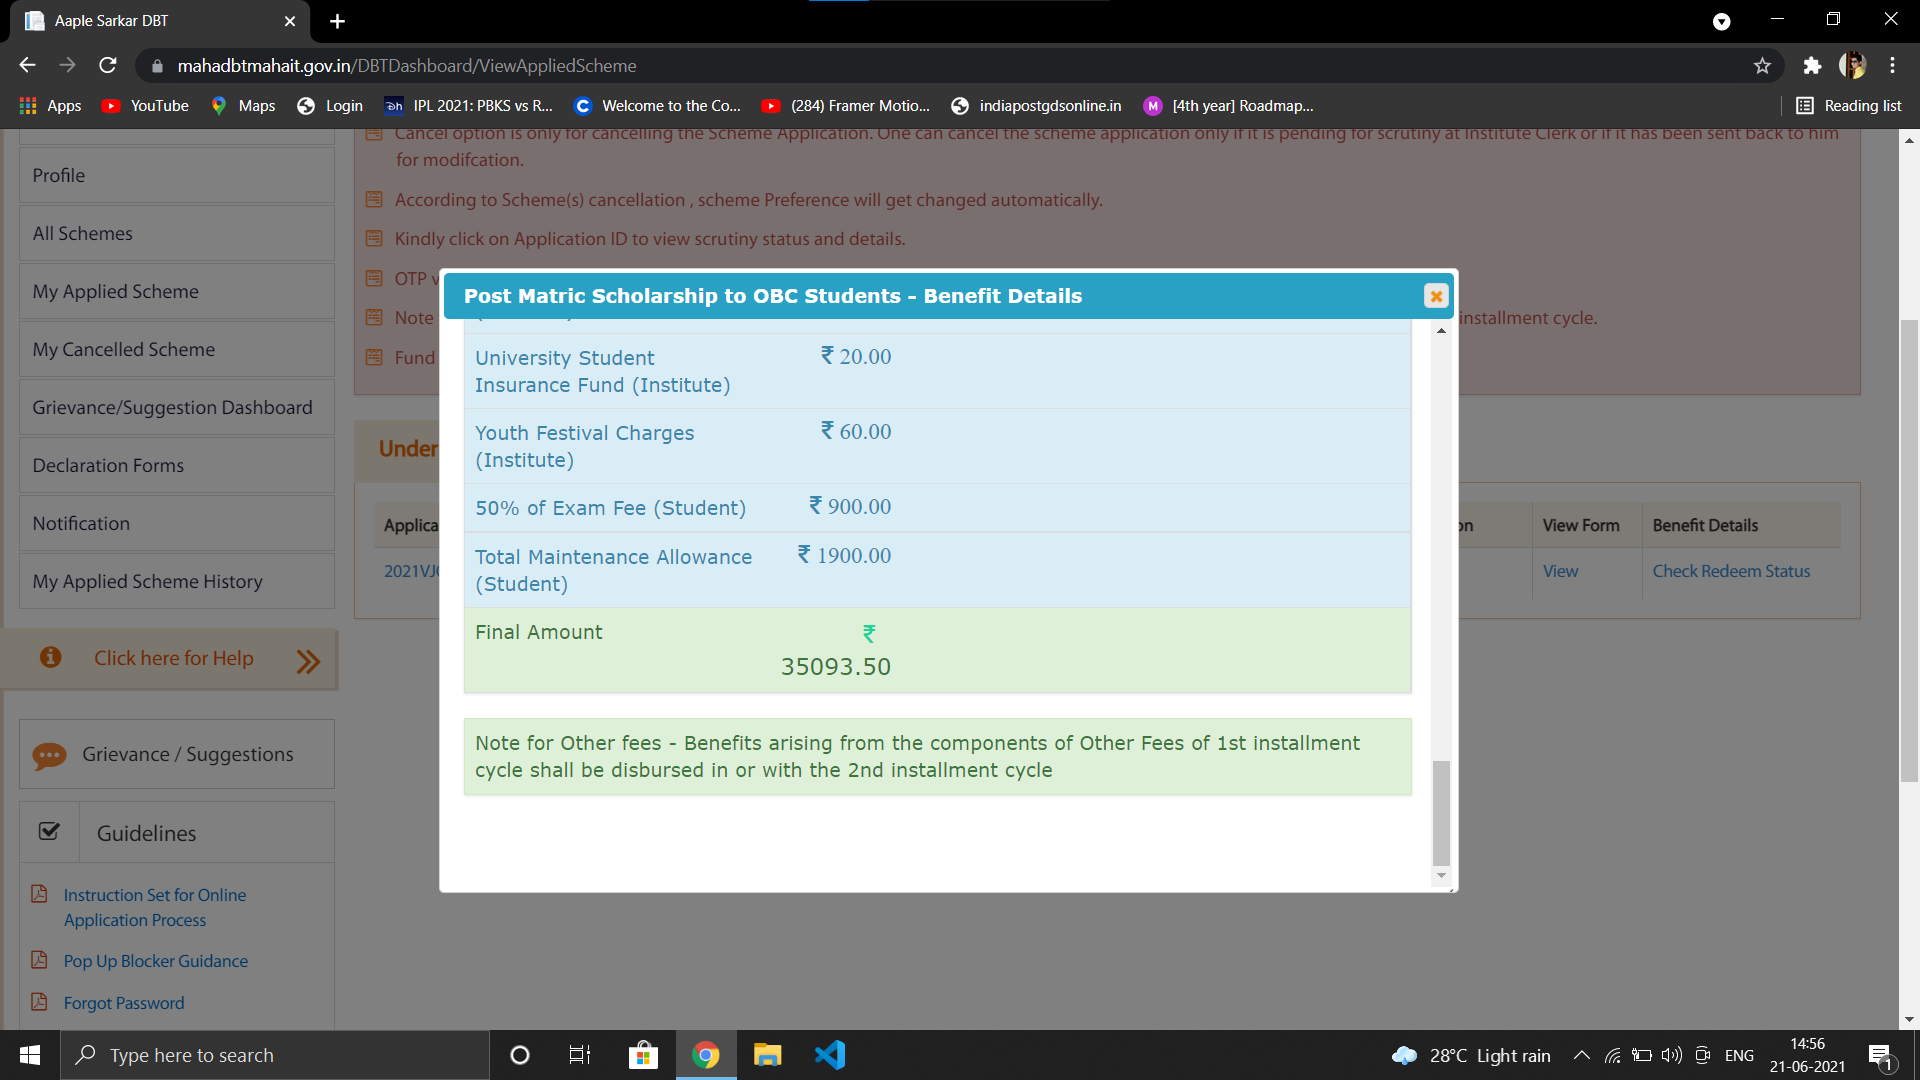 Aaple Sarkar DBT
mahadbtmahait.gov.in/DBTDashboard/ViewAppliedScheme
Apps
YouTube
Maps
Login
IPL 2021: PBKS vs R...
Welcome to the Co...
(284) Framer Motio...
indiapostgdsonline.in
M
[4th year] Roadmap...
Reading list
Cancel option is only for cancelling the Scheme Application. One can cancel the scheme application only if it is pending for scrutiny at Institute Clerk or if it has been sent back to him
for modifcation.
According to Scheme(s) cancellation , scheme Preference will get changed automatically.
Kindly click on Application ID to view scrutiny status and details.
OTP v
Note
installment cycle.
Fund
Profile
All Schemes
My Applied Scheme
My Cancelled Scheme
Grievance/Suggestion Dashboard
Declaration Forms
Notification
My Applied Scheme History
Click here for Help
Grievance / Suggestions
Guidelines
Instruction Set for Online
Application Process
Pop Up Blocker Guidance
Forgot Password
Under
Applica
on
View Form
Benefit Details
2021VJ
View
Check Redeem Status
Post Matric Scholarship to OBC Students - Benefit Details
University Student
Insurance Fund (Institute)
₹ 20.00
Youth Festival Charges
(Institute)
₹ 60.00
50% of Exam Fee (Student)
₹ 900.00
Total Maintenance Allowance
(Student)
₹ 1900.00
Final Amount
₹
35093.50
Note for Other fees - Benefits arising from the components of Other Fees of 1st installment
cycle shall be disbursed in or with the 2nd installment cycle
Type here to search
28°C Light rain
ENG
14:56
21-06-2021
1